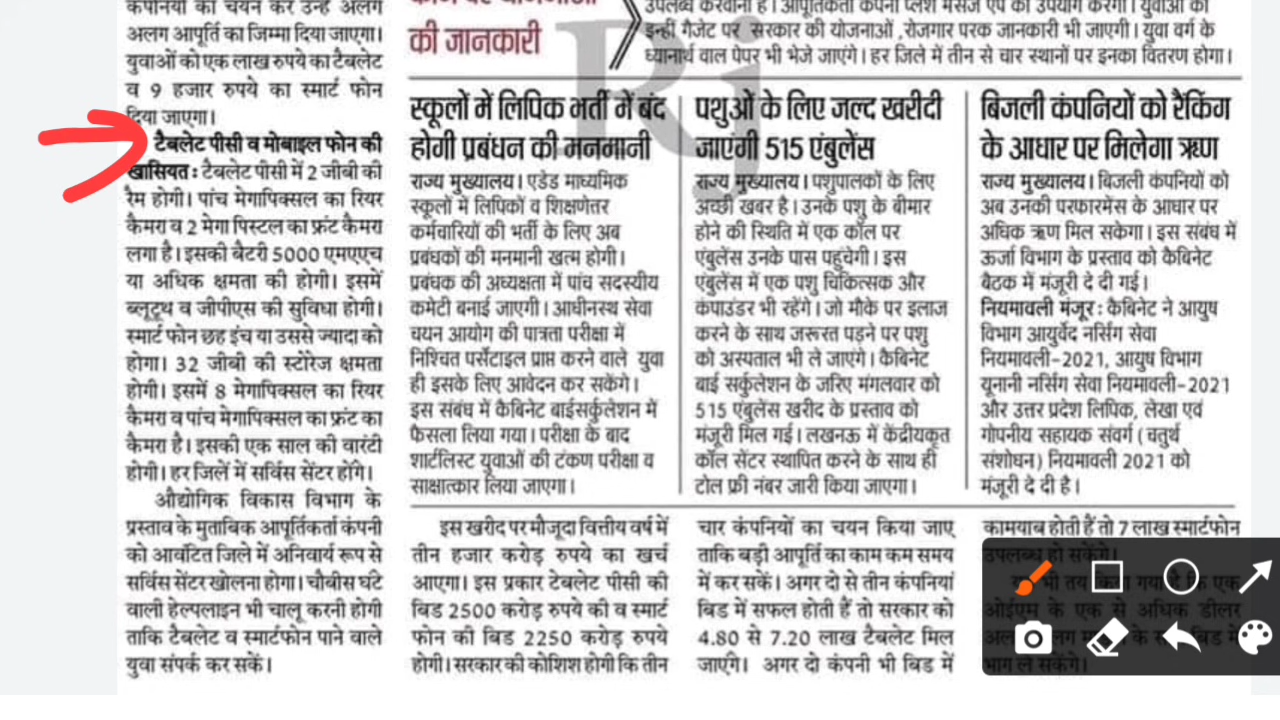 कंपनियों का चयन कर उन्हें अलग
अलग आपूर्ति का जिम्मा दिया जाएगा।
युवाओं को एक लाख रुपये का टैबलेट
व 9 हजार रुपये का स्मार्ट फोन
दिया जाएगा।
टैबलेट पीसी व मोबाइल फोन की
खासियत: टैबलेट पीसी में 2 जीबी की
रैम होगी। पांच मेगापिक्सल का रियर
कैमरा व 2 मेगा पिस्टल का फ्रंट कैमरा
लगा है। इसकी बैटरी 5000 एमएएच
या अधिक क्षमता की होगी। इसमें
ब्लूटूथ व जीपीएस की सुविधा होगी।
स्मार्ट फोन छह इंच या उससे ज्यादा को
होगा। 32 जीबी की स्टोरेज क्षमता
होगी। इसमें 8 मेगापिक्सल का रियर
कैमरा व पांच मेगापिक्सल का फ्रंट का
कैमरा है। इसकी एक साल की वारंटी
होगी। हर जिलें में सर्विस सेंटर होंगे।
औद्योगिक विकास विभाग के
प्रस्ताव के मुताबिक आपूर्तिकर्ता कंपनी
को आवंटित जिले में अनिवार्य रूप से
सर्विस सेंटर खोलना होगा। चौबीस घंटे
वाली हेल्पलाइन भी चालू करनी होगी
ताकि टैबलेट व स्मार्टफोन पाने वाले
युवा संपर्क कर सकें।
की जानकारी
उपलब्ध करवाना है। आपूर्तिकर्ता कंपनी प्लेश मैसेज एप का उपयोग करेगी। युवाओं को
इन्हीं गैजेट पर सरकार की योजनाओं ,रोजगार परक जानकारी भी जाएगी। युवा वर्ग के
ध्यानार्थ वाल पेपर भी भेजे जाएंगे। हर जिले में तीन से चार स्थानों पर इनका वितरण होगा।
Rj
स्कूलों में लिपिक भर्ती में बंद
होगी प्रबंधन की मनमानी
राज्य मुख्यालय। एडेड माध्यमिक
स्कूलों में लिपिकों व शिक्षणेत्तर
कर्मचारियों की भर्ती के लिए अब
प्रबंधकों की मनमानी खत्म होगी।
प्रबंधक की अध्यक्षता में पांच सदस्यीय
कमेटी बनाई जाएगी। आधीनस्थ सेवा
चयन आयोग की पात्रता परीक्षा में
निश्चित पर्सेटाइल प्राप्त करने वाले युवा
ही इसके लिए आवेदन कर सकेंगे।
इस संबंध में कैबिनेट बाईसर्कुलेशन में
फैसला लिया गया। परीक्षा के बाद
शार्टलिस्ट युवाओं की टंकण परीक्षा व
साक्षात्कार लिया जाएगा।
पशुओं के लिए जल्द खरीदी
जाएंगी 515 एंबुलेंस
राज्य मुख्यालय। पशुपालकों के लिए
अच्छी खबर है। उनके पशु के बीमार
होने की स्थिति में एक कॉल पर
एंबुलेंस उनके पास पहुंचेगी। इस
एंबुलेंस में एक पशु चिकित्सक और
कंपाउंडर भी रहेंगे। जो मौके पर इलाज
करने के साथ जरूरत पड़ने पर पशु
को अस्पताल भी ले जाएंगे। कैबिनेट
बाई सर्कुलेशन के जरिए मंगलवार को
515 एंबुलेंस खरीद के प्रस्ताव को
मंजूरी मिल गई। लखनऊ में केंद्रीयकृत
कॉल सेंटर स्थापित करने के साथ ही
टोल फ्री नंबर जारी किया जाएगा।
बिजली कंपनियों को रैंकिंग
के आधार पर मिलेगा ऋण
राज्य मुख्यालय। बिजली कंपनियों को
अब उनकी परफारमेंस के आधार पर
अधिक ऋण मिल सकेगा। इस संबंध में
ऊर्जा विभाग के प्रस्ताव को कैबिनेट
बैठक में मंजूरी दे दी गई।
नियमावली मंजूर: कैबिनेट ने आयुष
विभाग आयुर्वेद नर्सिंग सेवा
नियमावली-2021, आयुष विभाग
यूनानी नर्सिंग सेवा नियमावली-2021
और उत्तर प्रदेश लिपिक, लेखा एवं
गोपनीय सहायक संवर्ग (चतुर्थ
संशोधन) नियमावली 2021 को
मंजूरी दे दी है।
इस खरीद पर मौजूदा वित्तीय वर्ष में
तीन हजार करोड़ रुपये का खर्च
आएगा। इस प्रकार टेबलेट पीसी की
बिड 2500 करोड़ रुपये की व स्मार्ट
फोन की बिड 2250 करोड़ रुपये
होगी। सरकार की कोशिश होगी कि तीन
चार कंपनियों का चयन किया जाए
ताकि बड़ी आपूर्ति का काम कम समय
में कर सकें। अगर दो से तीन कंपनियां
बिड में सफल होती हैं तो सरकार को
4.80 से 7.20 लाख टैबलेट मिल
जाएंगे। अगर दो कंपनी भी बिड में
कामयाब होती हैं तो 7 लाख स्मार्टफोन
उपलब्ध हो सकेंगे।
भी तय किया गया है कि एक
ओईएम के एक से अधिक डीलर
भाग ले सकेंगे।